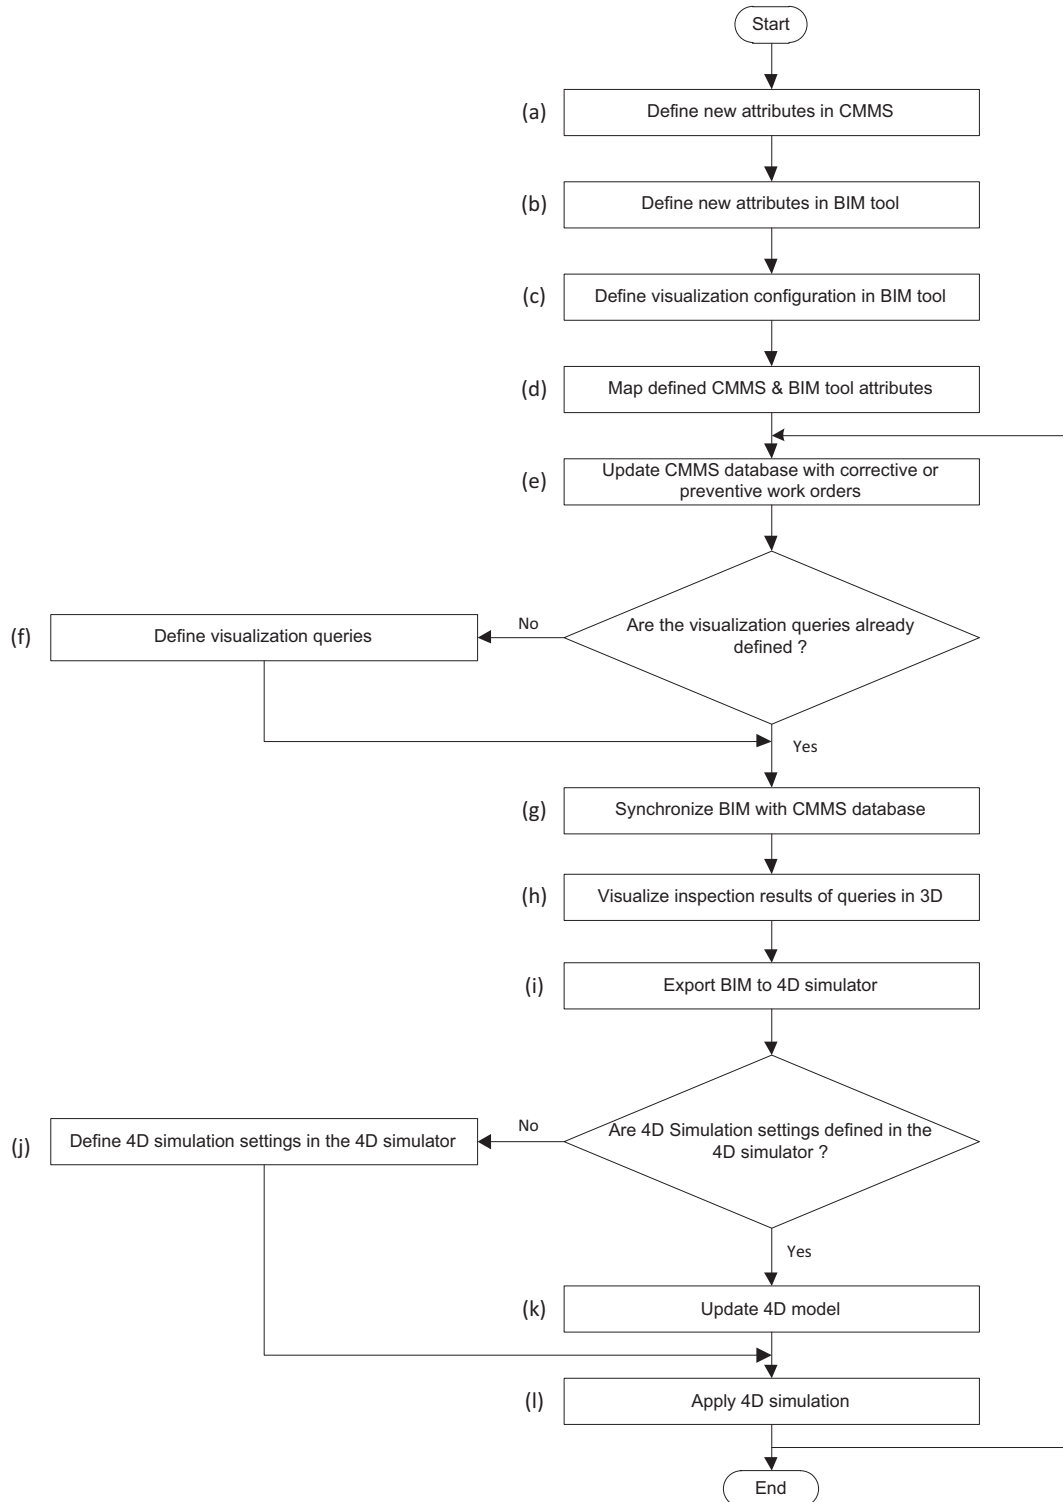 Start
(a)
Define new attributes in CMMS
(b)
Define new attributes in BIM tool
(c)
Define visualization configuration in BIM tool
(d)
Map defined CMMS & BIM tool attributes
(e)
Update CMMS database with corrective or
preventive work orders
(f)
Define visualization queries
No
Are the visualization queries already
defined ?
Yes
(g)
Synchronize BIM with CMMS database
(h)
Visualize inspection results of queries in 3D
(i)
Export BIM to 4D simulator
(j)
Define 4D simulation settings in the 4D simulator
No
Are 4D Simulation settings defined in the
4D simulator ?
Yes
(k)
Update 4D model
(l)
Apply 4D simulation
End